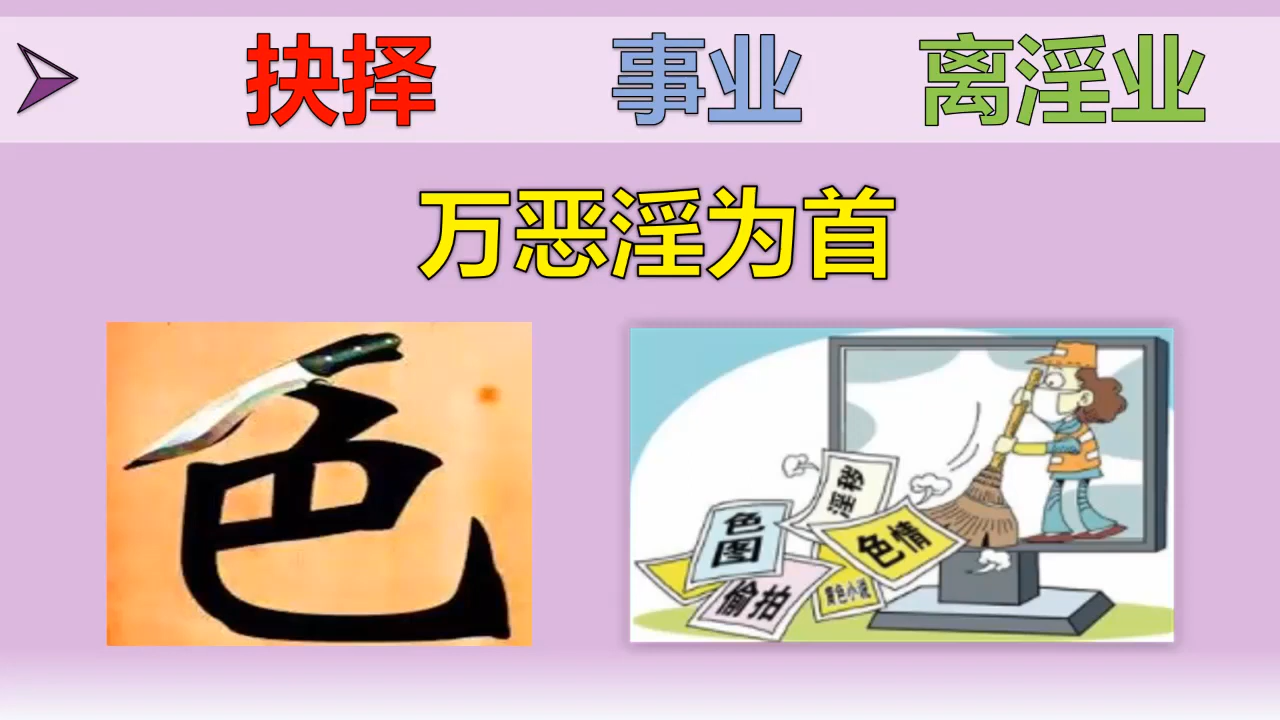 抉择 事业 离淫业
万恶淫为首
色
淫秽
色图
色情
偷拍
黄色小说